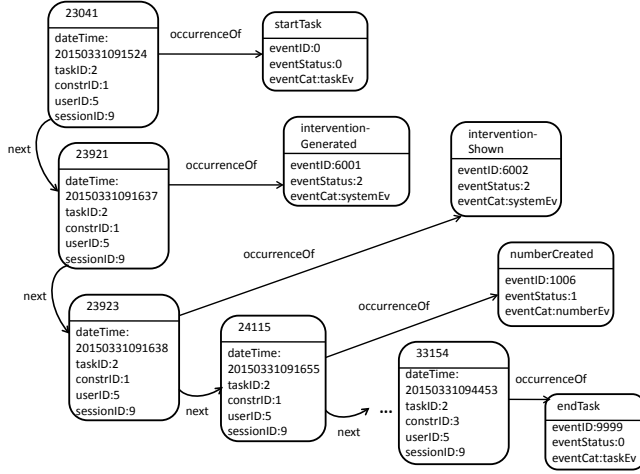 23041
dateTime:
20150331091524
taskID:2
constrID:1
userID:5
sessionID:9
occurrenceOf
startTask
eventID:0
eventStatus:0
eventCat:taskEv
next
23921
dateTime:
20150331091637
taskID:2
constrID:1
userID:5
sessionID:9
occurrenceOf
intervention-
Generated
eventID:6001
eventStatus:2
eventCat:systemEv
intervention-
Shown
eventID:6002
eventStatus:2
eventCat:systemEv
next
23923
dateTime:
20150331091638
taskID:2
constrID:1
userID:5
sessionID:9
occurrenceOf
next
24115
dateTime:
20150331091655
taskID:2
constrID:1
userID:5
sessionID:9
occurrenceOf
numberCreated
eventID:1006
eventStatus:1
eventCat:numberEv
next
...
33154
dateTime:
20150331094453
taskID:2
constrID:3
userID:5
sessionID:9
occurrenceOf
endTask
eventID:9999
eventStatus:0
eventCat:taskEv